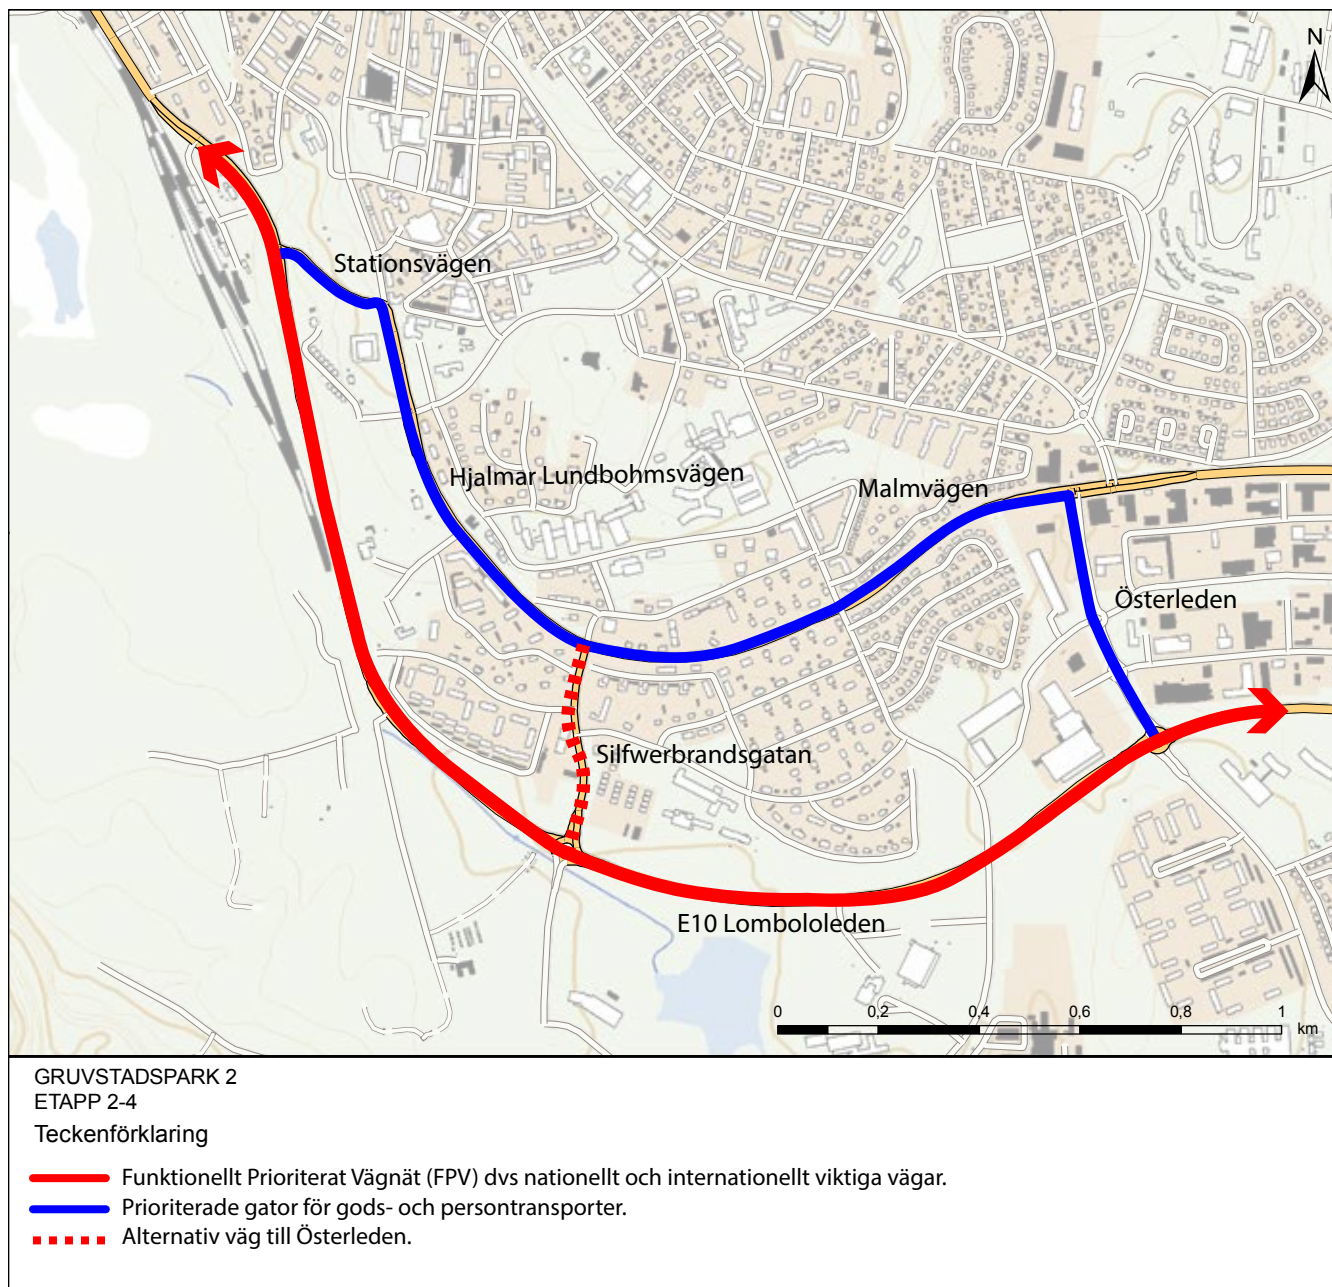 N
Stationsvägen
Hjalmar Lundbohmsvägen
Malmvägen
Österleden
Silfwerbrandsgatan
E10 Lombololeden
0 0,2 0,4 0,6 0,8 1
km
GRUVSTADSPARK 2
ETAPP 2-4
Teckenförklaring
Funktionellt Prioriterat Vägnät (FPV) dvs nationellt och internationellt viktiga vägar.
Prioriterade gator för gods- och persontransporter.
Alternativ väg till Österleden.